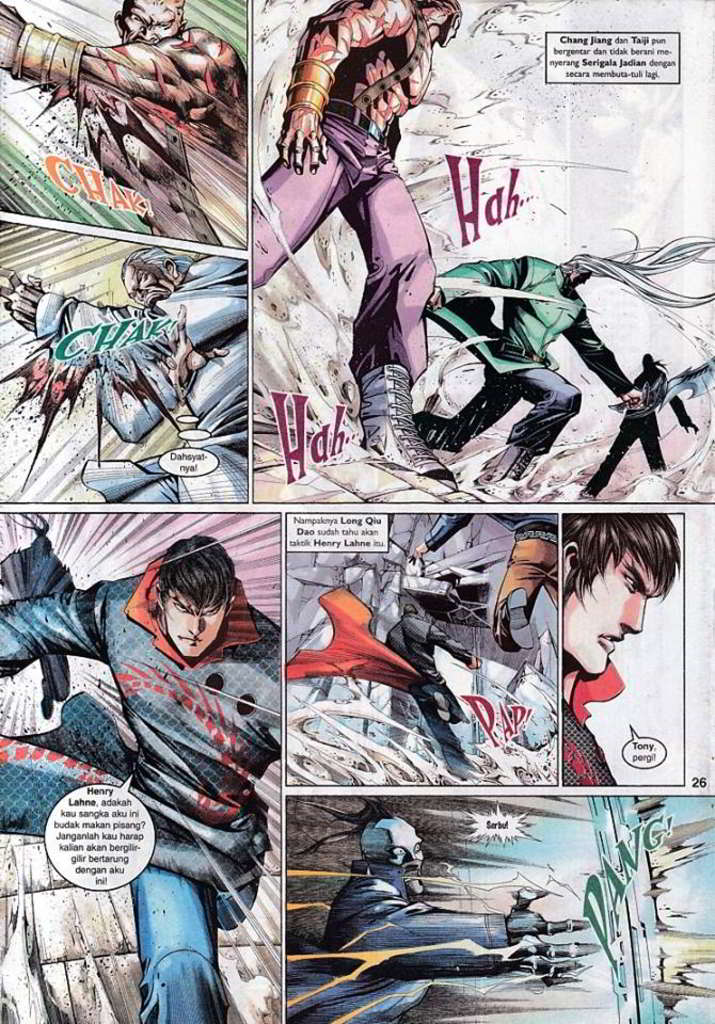 CHAK!
CHAK!
Dahsyat-
nya!
Chang Jiang dan Taiji pun
bergentar dan tidak berani me-
nyerang Serigala Jadian dengan
secara membuta-tuli lagi.
Hah...
Hah...
Henry
Lahne, adakah
kau sangka aku ini
budak makan pisang?
Janganlah kau harap
kalian akan bergilir-
gilir bertarung
dengan aku
ini!
Nampaknya Long Qiu
Dao sudah tahu akan
taktik Henry Lahne itu.
PAP!
Tony,
pergi!
26
Serbu!
PANG!